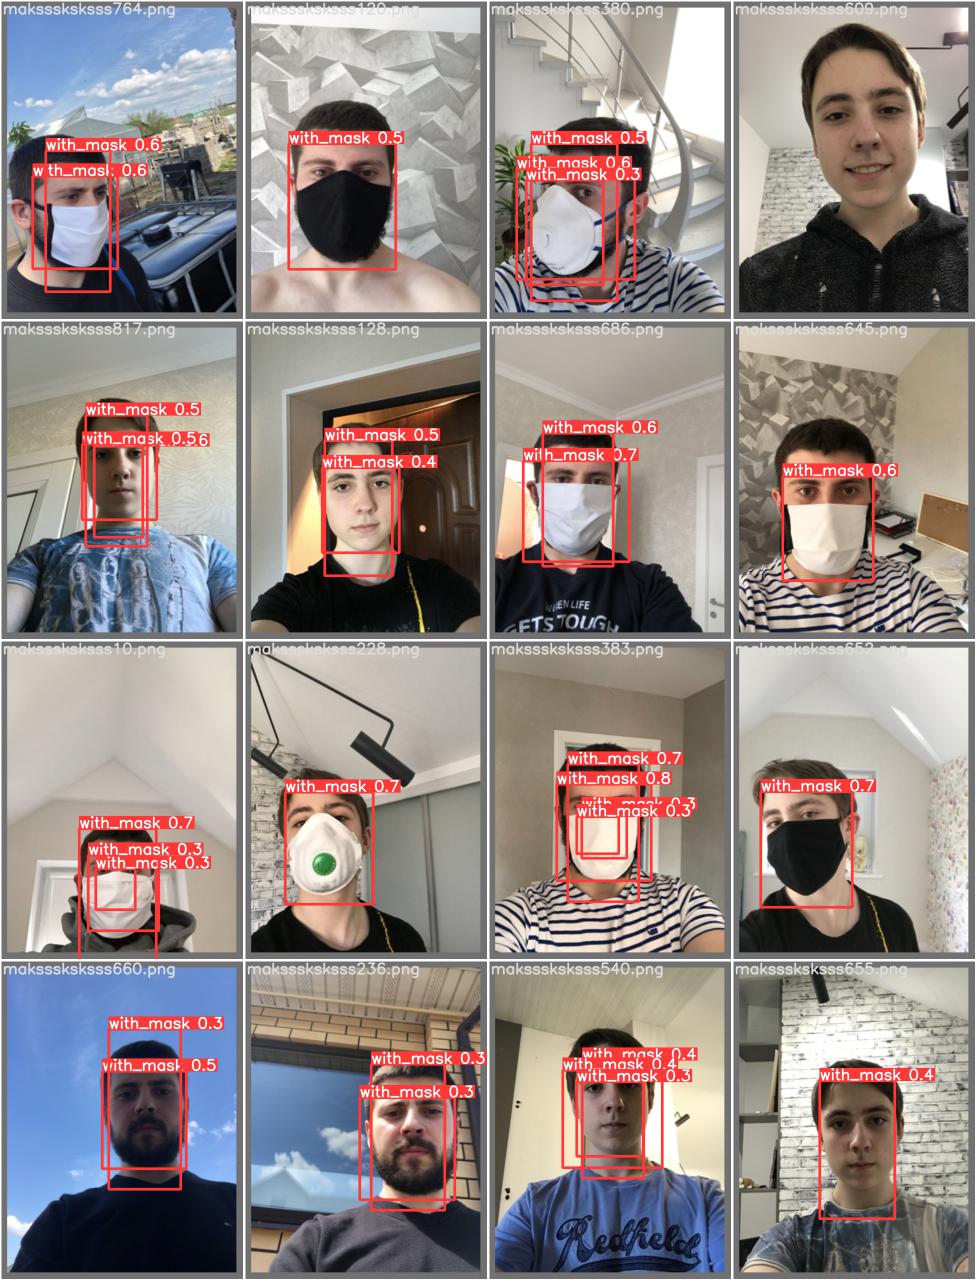 maksssksksss764.png
with_mask 0.6
with_mask 0.6
maksssksksss120.png
with_mask 0.5
maksssksksss380.png
with_mask 0.5
with_mask 0.6
with_mask 0.3
maksssksksss609.png
maksssksksss817.png
with_mask 0.5
with_mask 0.5
maksssksksss128.png
with_mask 0.5
with_mask 0.4
maksssksksss686.png
with_mask 0.6
with_mask 0.7
WHEN LIFE
GETS TOUGH
maksssksksss645.png
with_mask 0.6
maksssksksss10.png
with_mask 0.7
with_mask 0.3
with_mask 0.3
maksssksksss228.png
with_mask 0.7
maksssksksss383.png
with_mask 0.7
with_mask 0.8
with_mask 0.3
with_mask 0.3
maksssksksss652.png
with_mask 0.7
maksssksksss660.png
with_mask 0.3
with_mask 0.5
maksssksksss236.png
with_mask 0.3
with_mask 0.3
maksssksksss540.png
with_mask 0.4
with_mask 0.4
with_mask 0.3
Redfield
maksssksksss655.png
with_mask 0.4